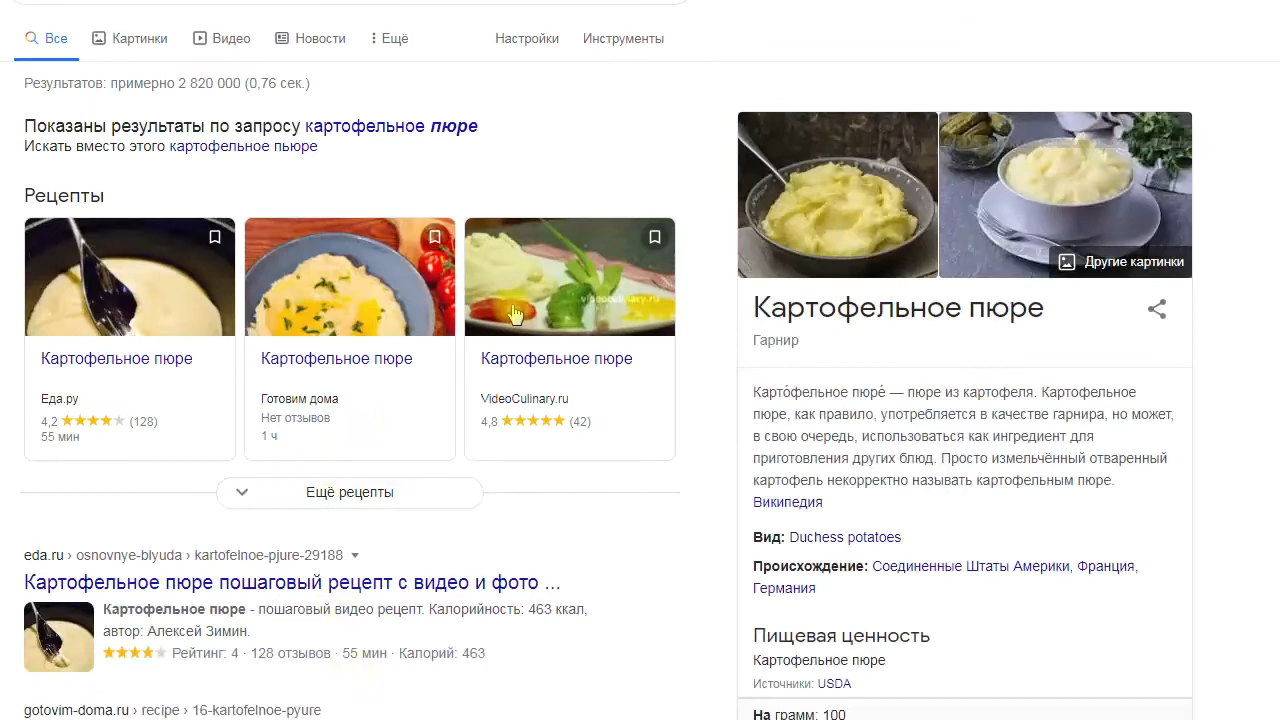 Все
Картинки
Видео
Новости
Ещё
Настройки
Инструменты
Результатов: примерно 2 820 000 (0,76 сек.)
Показаны результаты по запросу картофельное пюре
Искать вместо этого картофельное пьюре
Рецепты
Картофельное пюре
Еда.ру
4,2 (128)
55 мин
Картофельное пюре
Готовим дома
Нет отзывов
1 ч
videoculinary.ru
Картофельное пюре
VideoCulinary.ru
4,8 (42)
Ещё рецепты
eda.ru › osnovnye-blyuda › kartofelnoe-pjure-29188
Картофельное пюре пошаговый рецепт с видео и фото ...
Картофельное пюре - пошаговый видео рецепт. Калорийность: 463 ккал,
автор: Алексей Зимин.
Рейтинг: 4 · 128 отзывов · 55 мин · Калорий: 463
gotovim-doma.ru › recipe › 16-kartofelnoe-pyure
Другие картинки
Картофельное пюре
Гарнир
Карто́фельное пюре́ — пюре из картофеля. Картофельное
пюре, как правило, употребляется в качестве гарнира, но может,
в свою очередь, использоваться как ингредиент для
приготовления других блюд. Просто измельчённый отваренный
картофель некорректно называть картофельным пюре.
Википедия
Вид: Duchess potatoes
Происхождение: Соединенные Штаты Америки, Франция,
Германия
Пищевая ценность
Картофельное пюре
Источники: USDA
На грамм: 100